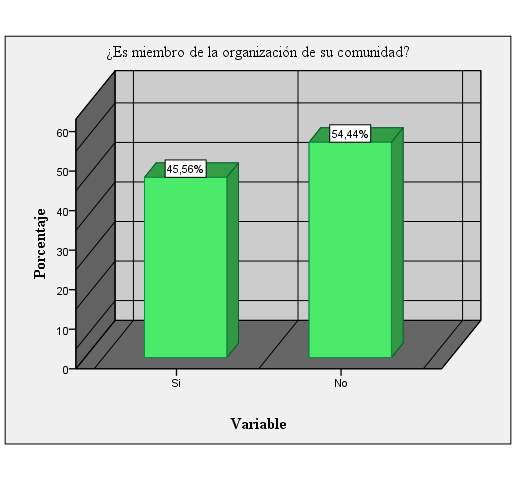 ¿Es miembro de la organización de su comunidad?
54,44%
45,56%
60
50
40
30
20
10
0
Porcentaje
Si
No
Variable